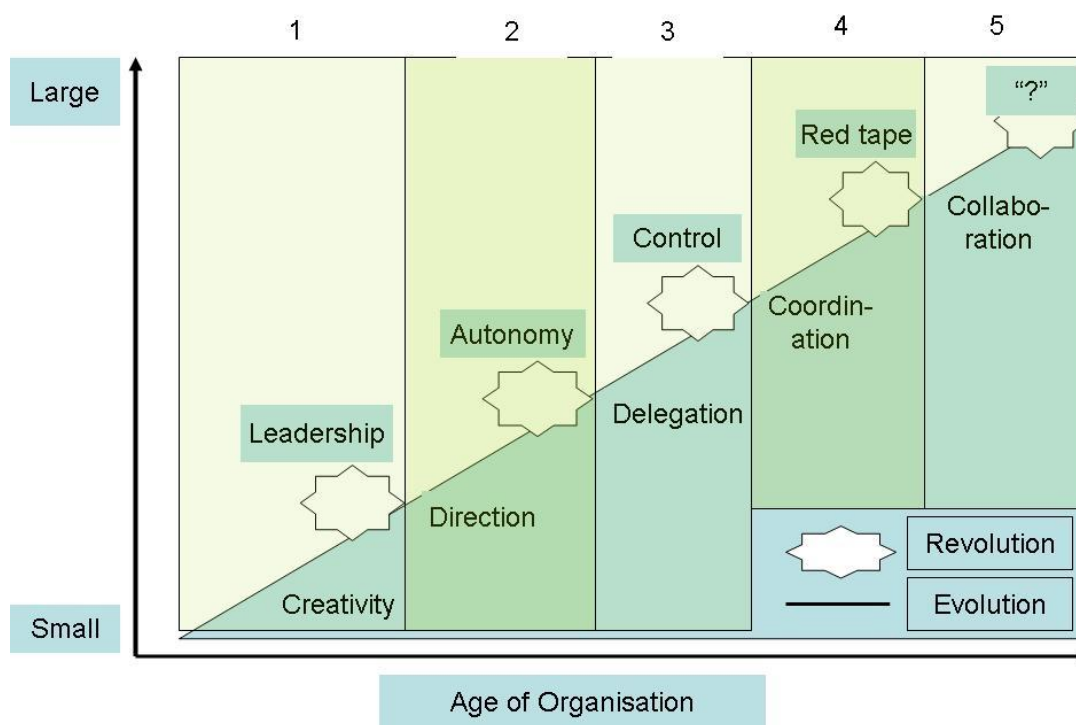 1
2
3
4
5
Large
“?”
Red tape
Collabo-
ration
Control
Coordin-
ation
Autonomy
Delegation
Leadership
Direction
Revolution
Creativity
Evolution
Small
Age of Organisation